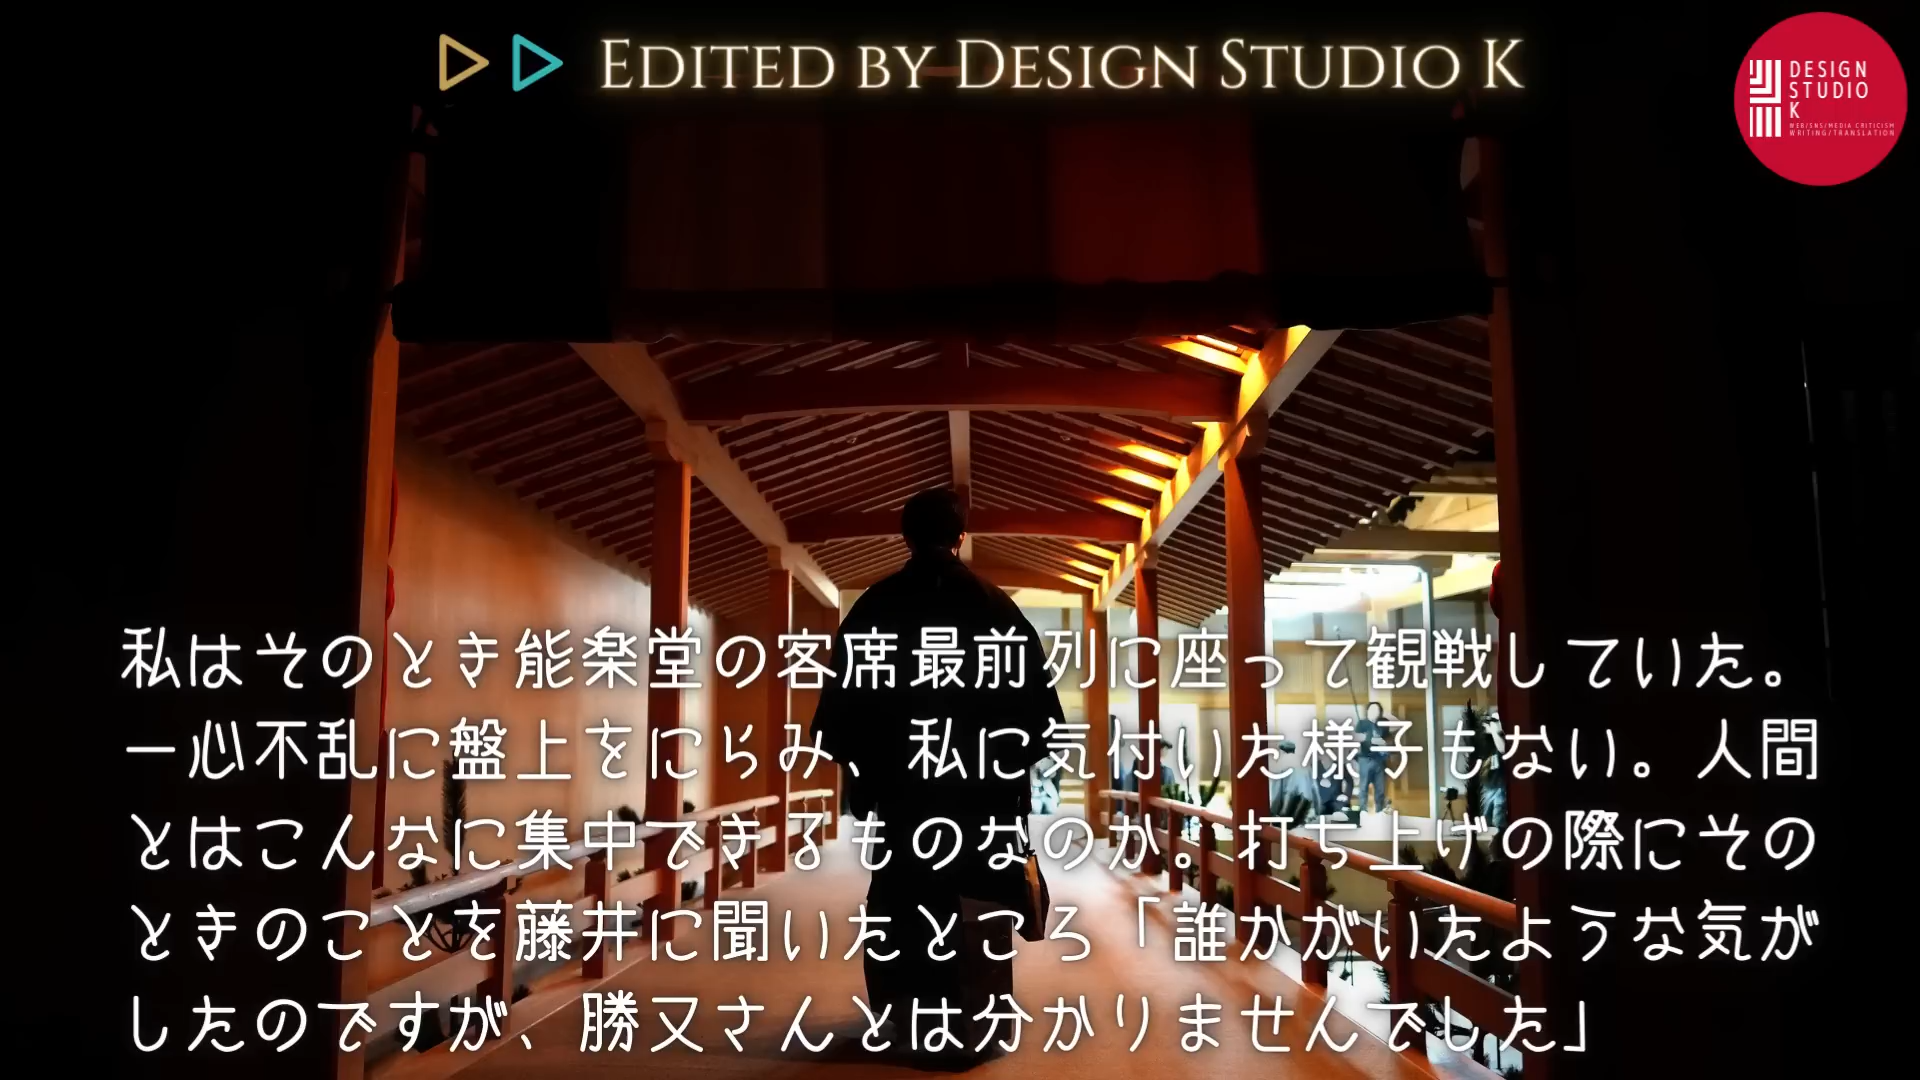 EDITED BY DESIGN STUDIO K
DESIGN
STUDIO
K
WEB/SNS/MEDIA CRITICISM
WRITING/TRANSLATION
私はそのとき能楽堂の客席最前列に座って観戦していた。
一心不乱に盤上をにらみ、私に気付いた様子もない。人間
とはこんなに集中できるものなのか。打ち上げの際にその
ときのことを藤井に聞いたところ「誰かがいたような気が
したのですが、勝又さんとは分かりませんでした」